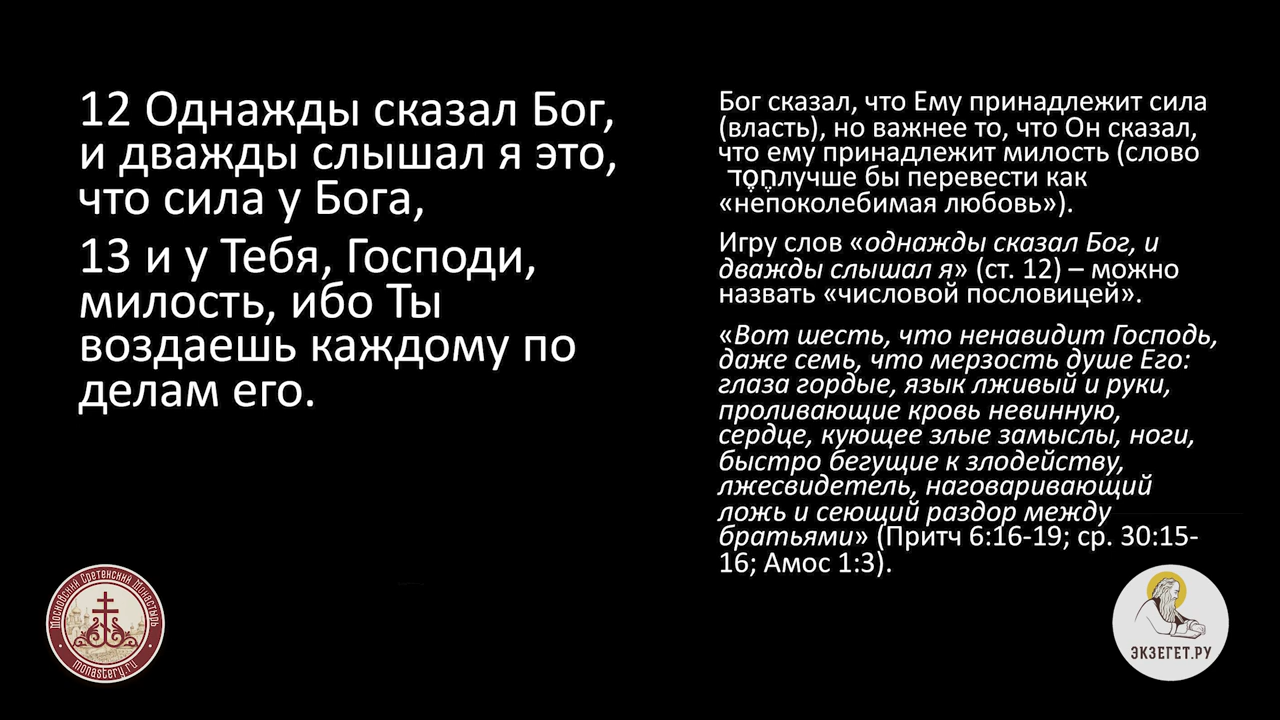 12 Однажды сказал Бог,
и дважды слышал я это,
что сила у Бога,
13 и у Тебя, Господи,
милость, ибо Ты
воздаешь каждому по
делам его.
Бог сказал, что Ему принадлежит сила
(власть), но важнее то, что Он сказал,
что ему принадлежит милость (слово
חֶסֶד лучше бы перевести как
«непоколебимая любовь»).
Игру слов «однажды сказал Бог, и
дважды слышал я» (ст. 12) – можно
назвать «числовой пословицей».
«Вот шесть, что ненавидит Господь,
даже семь, что мерзость душе Его:
глаза гордые, язык лживый и руки,
проливающие кровь невинную,
сердце, кующее злые замыслы, ноги,
быстро бегущие к злодейству,
лжесвидетель, наговаривающий
ложь и сеющий раздор между
братьями» (Притч 6:16-19; ср. 30:15-
16; Амос 1:3).
Московский Сретенский Монастырь
monastery.ru
ЭКЗЕГЕТ.РУ